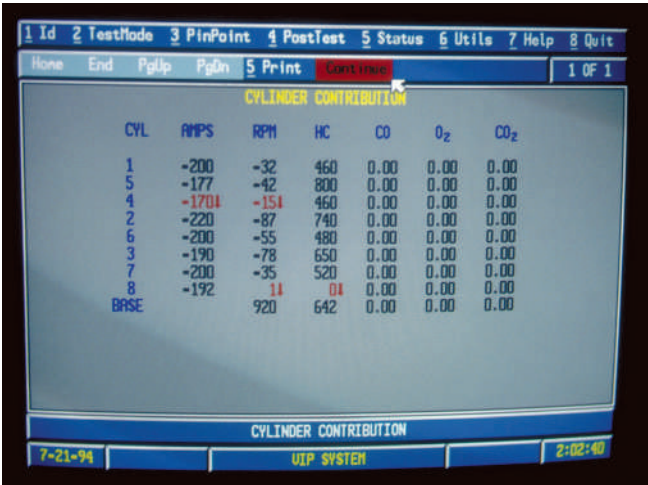 1 Id 2 TestMode 3 PinPoint 4 PostTest 5 Status 6 Utils 7 Help 8 Quit
Home End PgUp PgDn 5 Print Continue 1 OF 1
CYLINDER CONTRIBUTION
CYL AMPS RPM HC CO O₂ CO₂
1 -200 -32 460 0.00 0.00 0.00
5 -177 -42 800 0.00 0.00 0.00
4 -170↓ -15↓ 460 0.00 0.00 0.00
2 -220 -87 740 0.00 0.00 0.00
6 -200 -55 480 0.00 0.00 0.00
3 -190 -78 650 0.00 0.00 0.00
7 -200 -35 520 0.00 0.00 0.00
8 -192 1↓ 0↓ 0.00 0.00 0.00
BASE 920 642 0.00 0.00 0.00
CYLINDER CONTRIBUTION
7-21-94 VIP SYSTEM 2:02:40